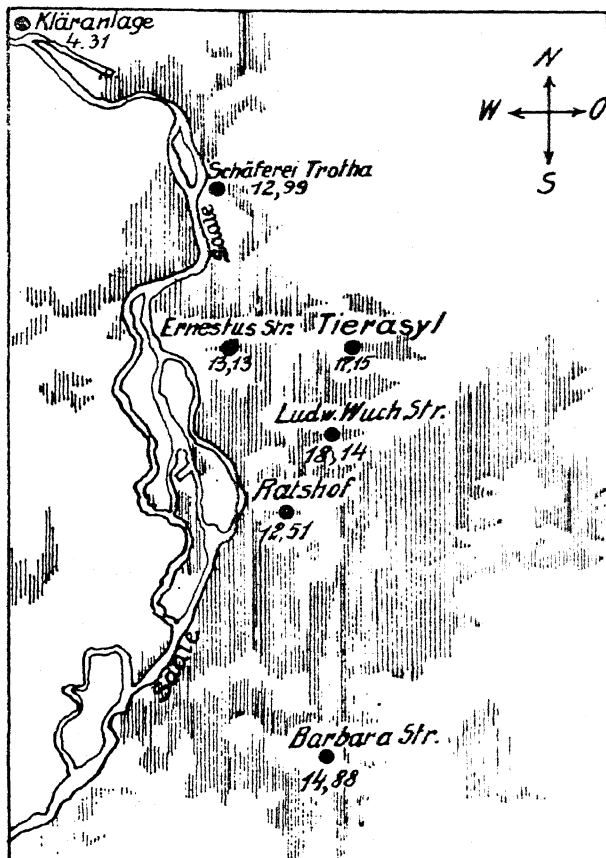 Kläranlage
4.31
N
W O
S
Schäferei Trotha
12,99
Saale
Ernestus Str.
13,13
Tierasyl
17,15
Ludw. Wuch Str.
18,14
Ratshof
12,51
Saale
Barbara Str.
14,88